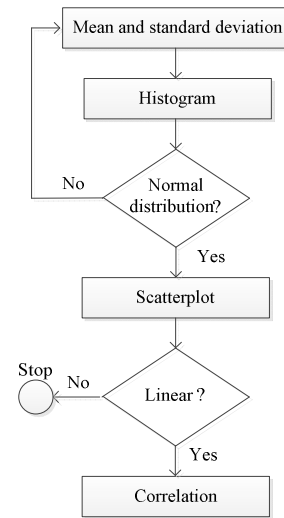 Mean and standard deviation
Histogram
No
Normal
distribution?
Yes
Scatterplot
Stop
No
Linear ?
Yes
Correlation